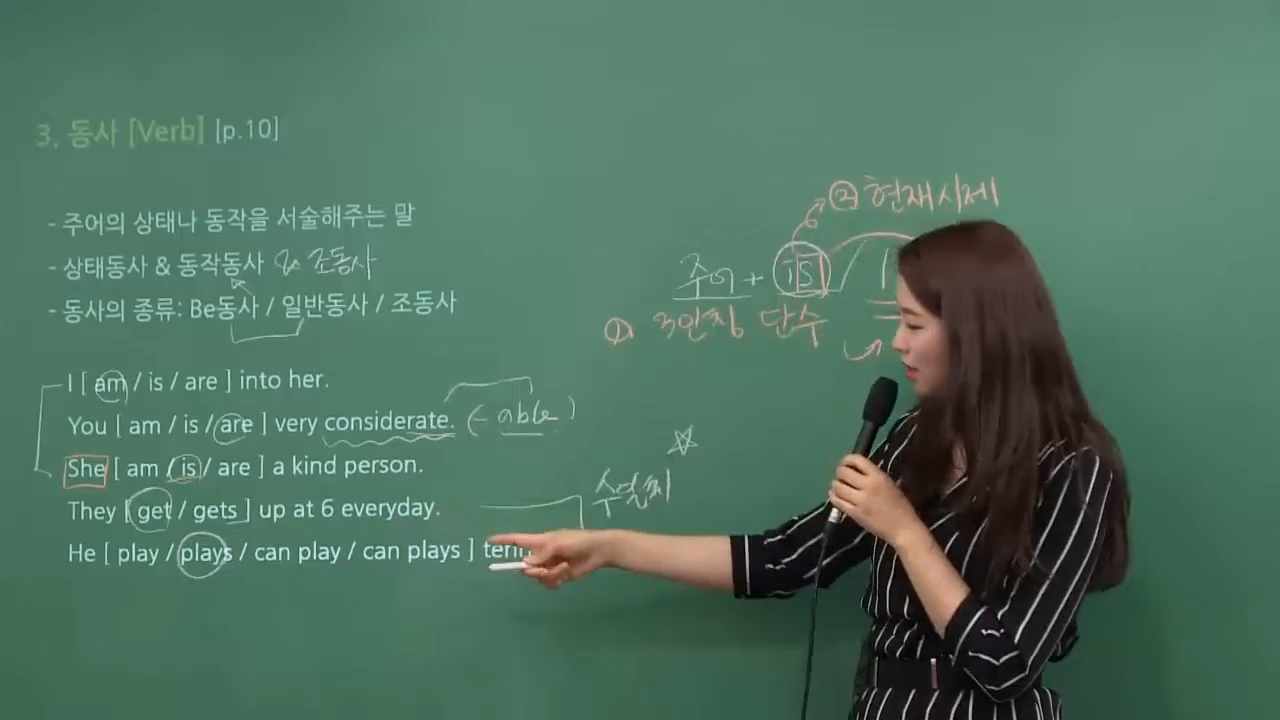 3. 동사 [Verb] [p.10]
- 주어의 상태나 동작을 서술해주는 말
- 상태동사 & 동작동사 & 조동사
- 동사의 종류: Be동사 / 일반동사 / 조동사
I [ am / is / are ] into her.
You [ am / is / are ] very considerate. (-able)
She [ am / is / are ] a kind person.
They [ get / gets ] up at 6 everyday.
He [ play / plays / can play / can plays ] tenn
② 현재시제
주어 + is
① 3인칭 단수
수일치